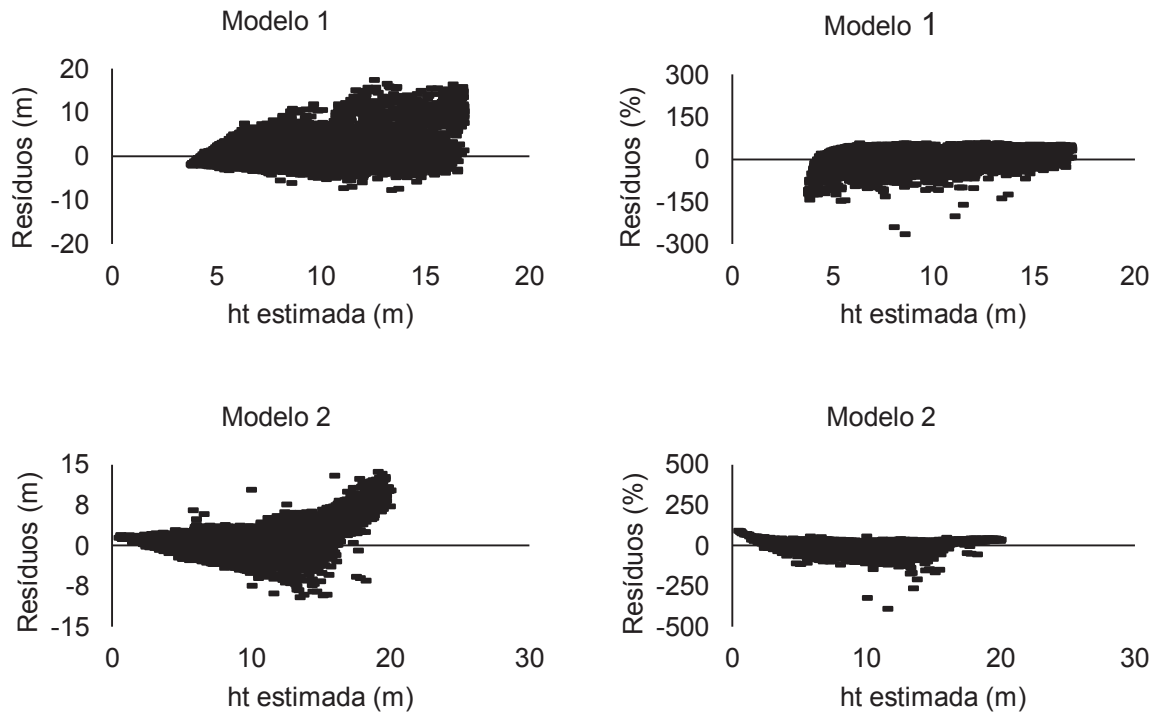 Modelo 1
Resíduos (m)
20
10
0
-10
-20
0 5 10 15 20
ht estimada (m)
Modelo 1
Resíduos (%)
300
150
0
-150
-300
0 5 10 15 20
ht estimada (m)
Modelo 2
Resíduos (m)
15
8
0
-8
-15
0 10 20 30
ht estimada (m)
Modelo 2
Resíduos (%)
500
250
0
-250
-500
0 10 20 30
ht estimada (m)